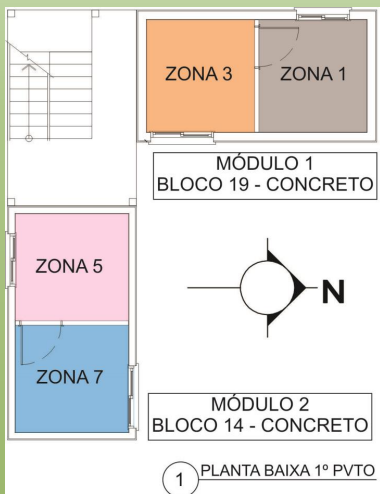 ZONA 3
ZONA 1
MÓDULO 1
BLOCO 19 - CONCRETO
ZONA 5
N
ZONA 7
MÓDULO 2
BLOCO 14 - CONCRETO
1 PLANTA BAIXA 1º PVTO